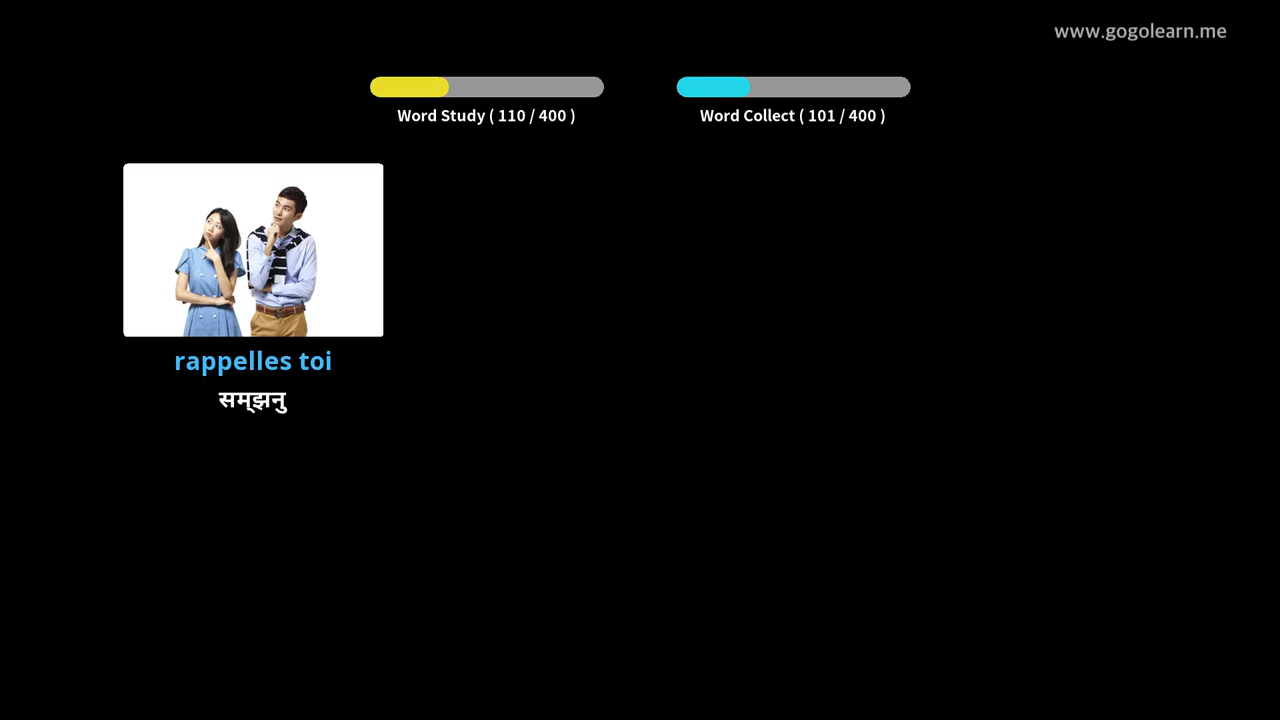 www.gogolearn.me
Word Study ( 110 / 400 )
Word Collect ( 101 / 400 )
rappelles toi
सम्झनु